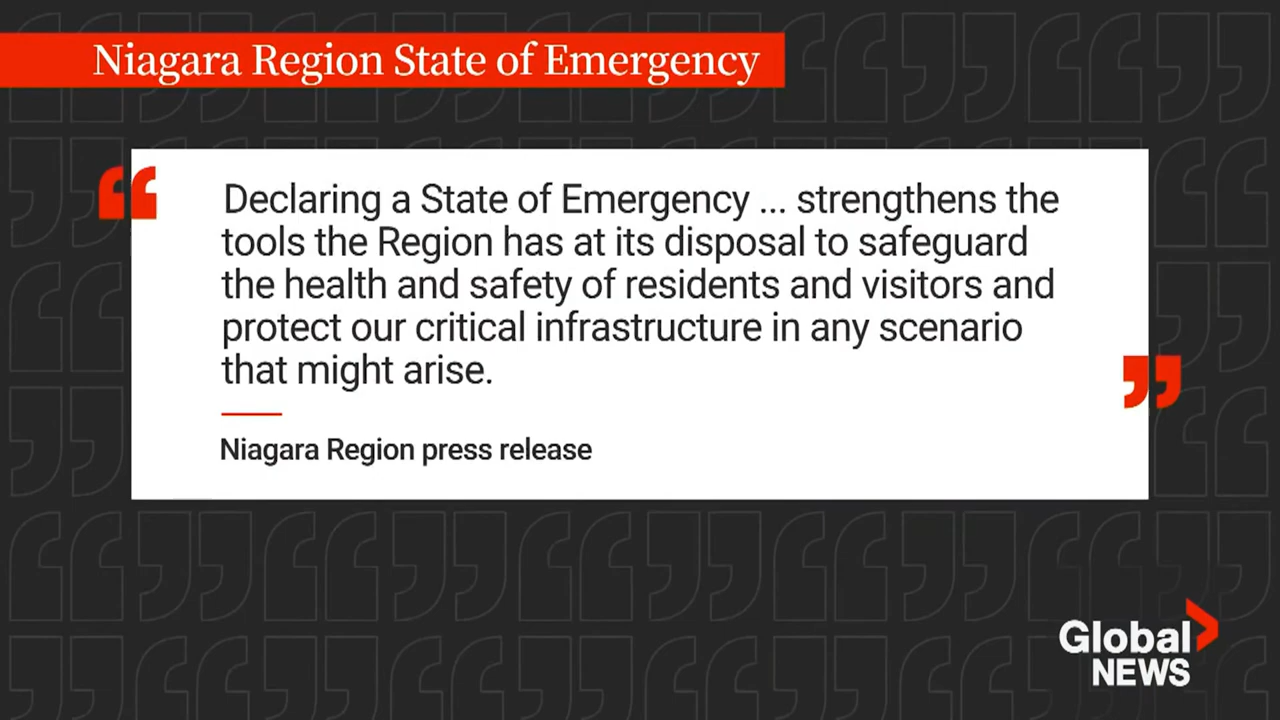 Niagara Region State of Emergency
“
Declaring a State of Emergency ... strengthens the
tools the Region has at its disposal to safeguard
the health and safety of residents and visitors and
protect our critical infrastructure in any scenario
that might arise.
”
Niagara Region press release
Global
NEWS